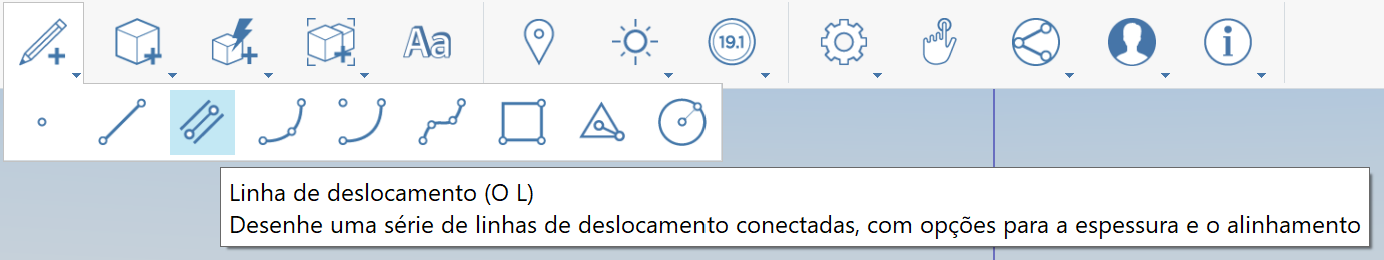 Aa
19.1
Linha de deslocamento (O L)
Desenhe uma série de linhas de deslocamento conectadas, com opções para a espessura e o alinhamento